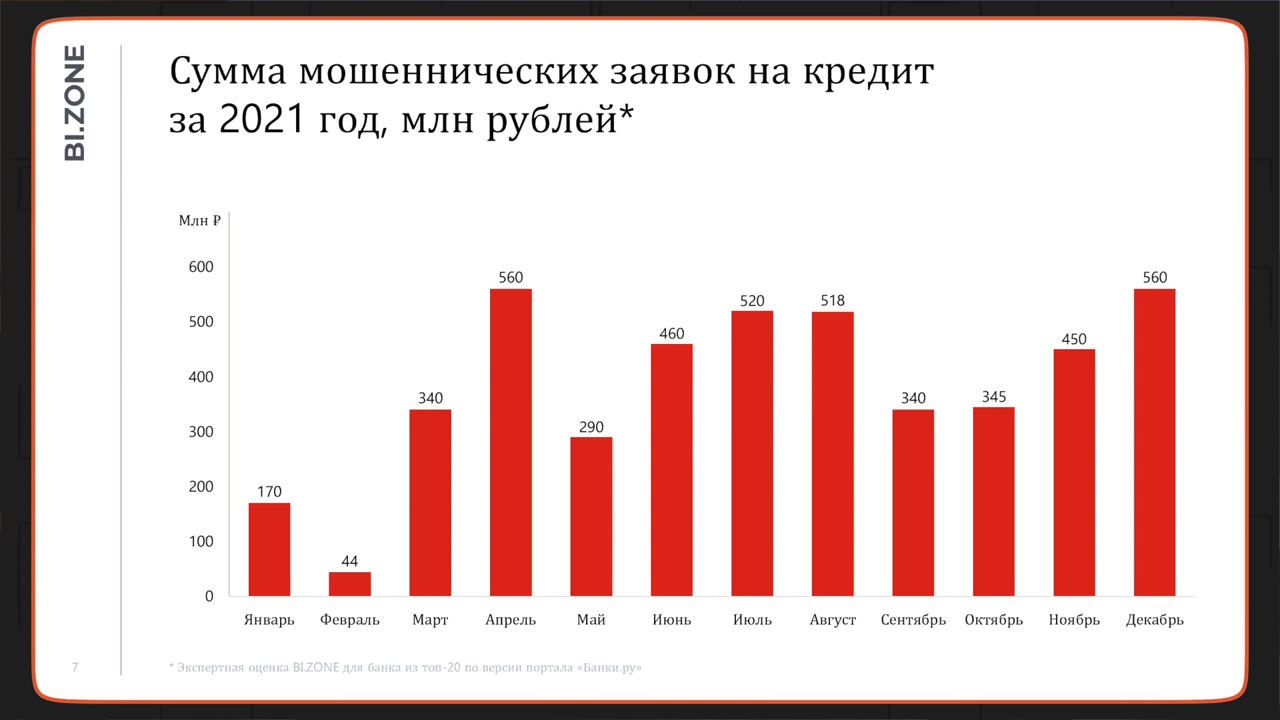 BI.ZONE
Сумма мошеннических заявок на кредит
за 2021 год, млн рублей*
Млн ₽
600
500
400
300
200
100
0
170
44
340
560
290
460
520
518
340
345
450
560
Январь
Февраль
Март
Апрель
Май
Июнь
Июль
Август
Сентябрь
Октябрь
Ноябрь
Декабрь
7
* Экспертная оценка BI.ZONE для банка из топ-20 по версии портала «Банки.ру»